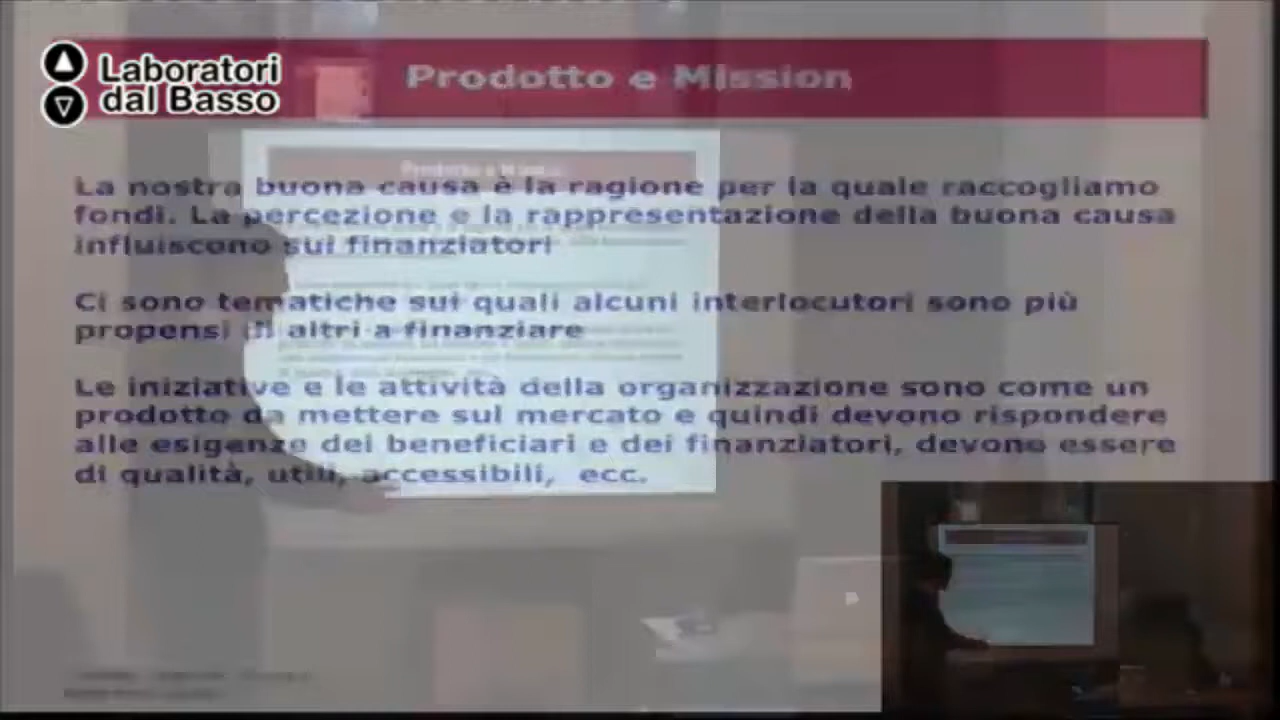 Laboratori
dal Basso
Prodotto e Mission
La nostra buona causa è la ragione per la quale raccogliamo
fondi. La percezione e la rappresentazione della buona causa
influiscono sui finanziatori
Ci sono tematiche sui quali alcuni interlocutori sono più
propensi di altri a finanziare
Le iniziative e le attività della organizzazione sono come un
prodotto da mettere sul mercato e quindi devono rispondere
alle esigenze dei beneficiari e dei finanziatori, devono essere
di qualità, utili, accessibili, ecc.